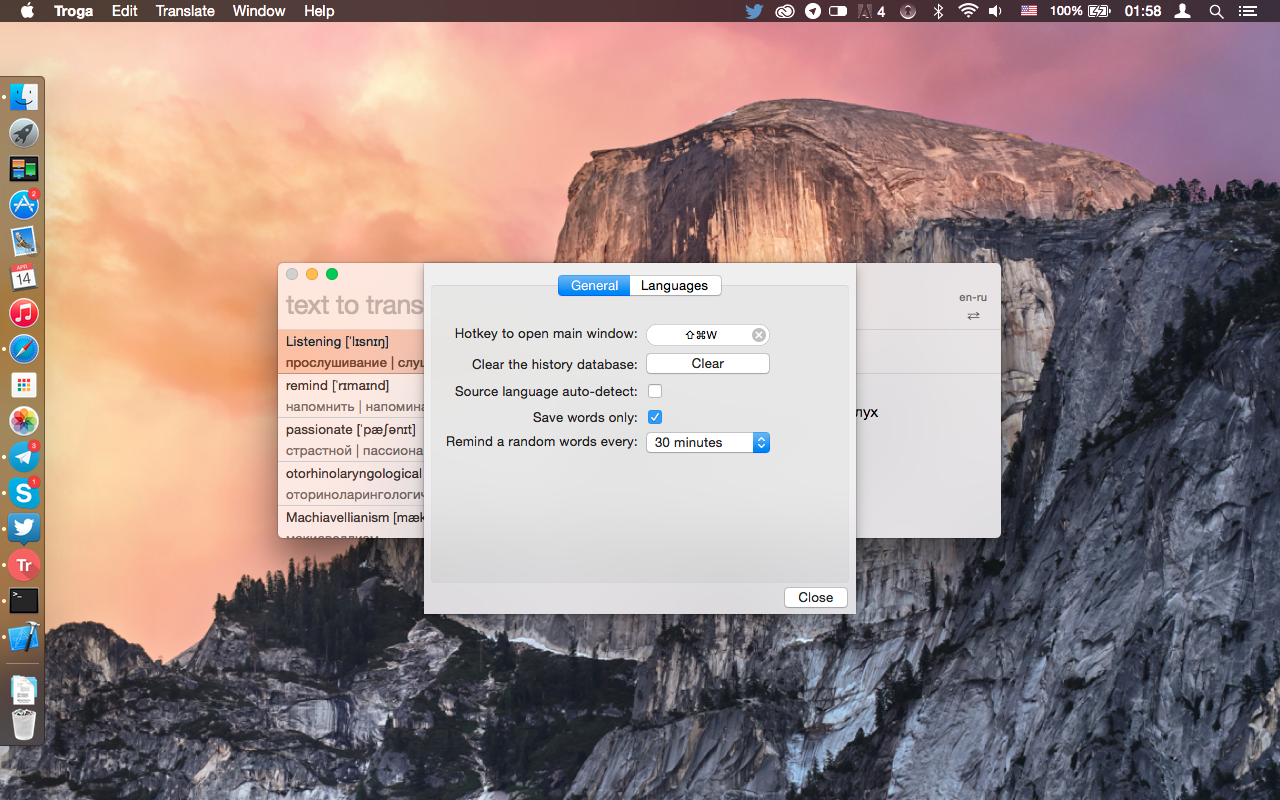 Troga Edit Translate Window Help 4 100% 01:58
2
APR
14
3
S 1
Tr
>_
text to trans
en-ru
Listening ['lɪsnɪŋ]
прослушивание | слу
remind ['rɪmaɪnd]
напомнить | напомина
passionate ['pæʃənɪt]
страстной | пассиона
otorhinolaryngological
оториноларингологич
Machiavellianism [mæk
макиавеллизм
лух
General Languages
Hotkey to open main window: ⇧⌘W
Clear the history database: Clear
Source language auto-detect:
Save words only:
Remind a random words every: 30 minutes
Close